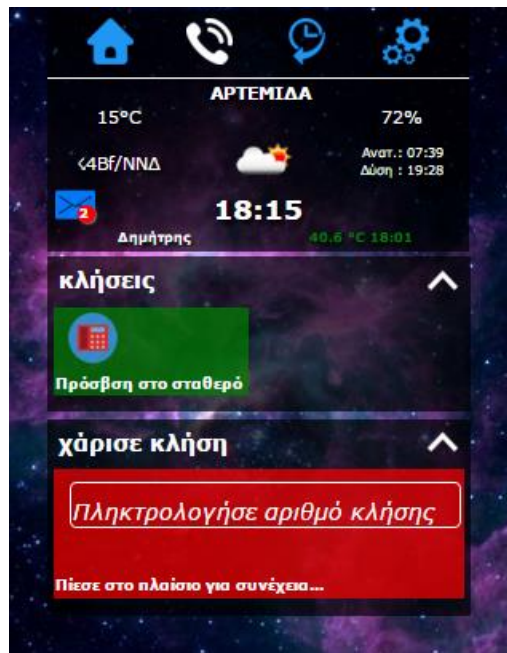 ΑΡΤΕΜΙΔΑ
15°C 72%
<4Bf/ΝΝΔ Ανατ.: 07:39
Δύση : 19:28
2 18:15
Δημήτρης 40.6 °C 18:01
κλήσεις
Πρόσβση στο σταθερό
χάρισε κλήση
Πληκτρολογήσε αριθμό κλήσης
Πίεσε στο πλαίσιο για συνέχεια...